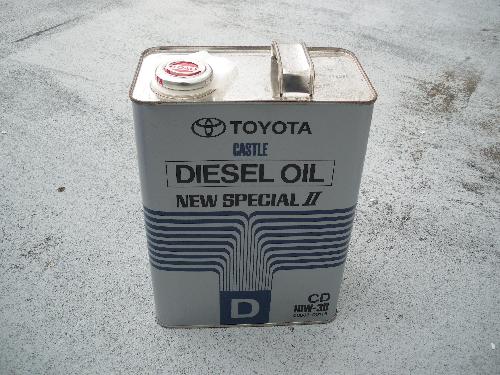 TOYOTA
CASTLE
DIESEL OIL
NEW SPECIAL II
D
CD
10W-30